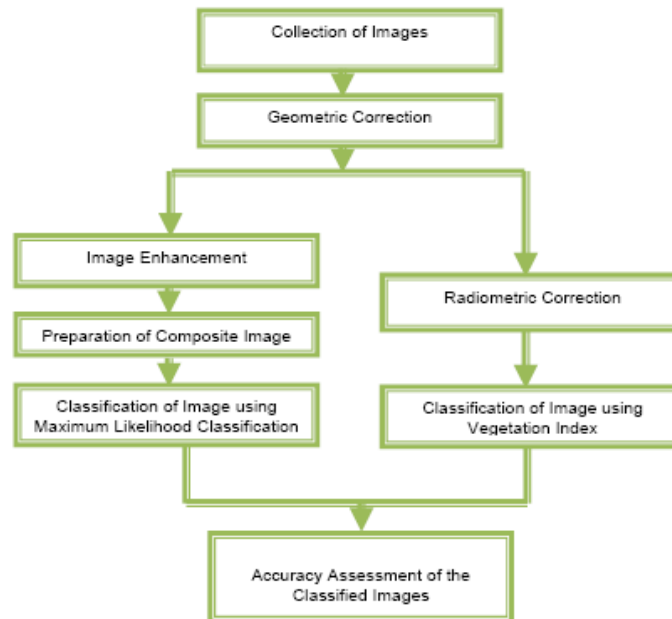 Collection of Images
Geometric Correction
Image Enhancement
Radiometric Correction
Preparation of Composite Image
Classification of Image using
Maximum Likelihood Classification
Classification of Image using
Vegetation Index
Accuracy Assessment of the
Classified Images